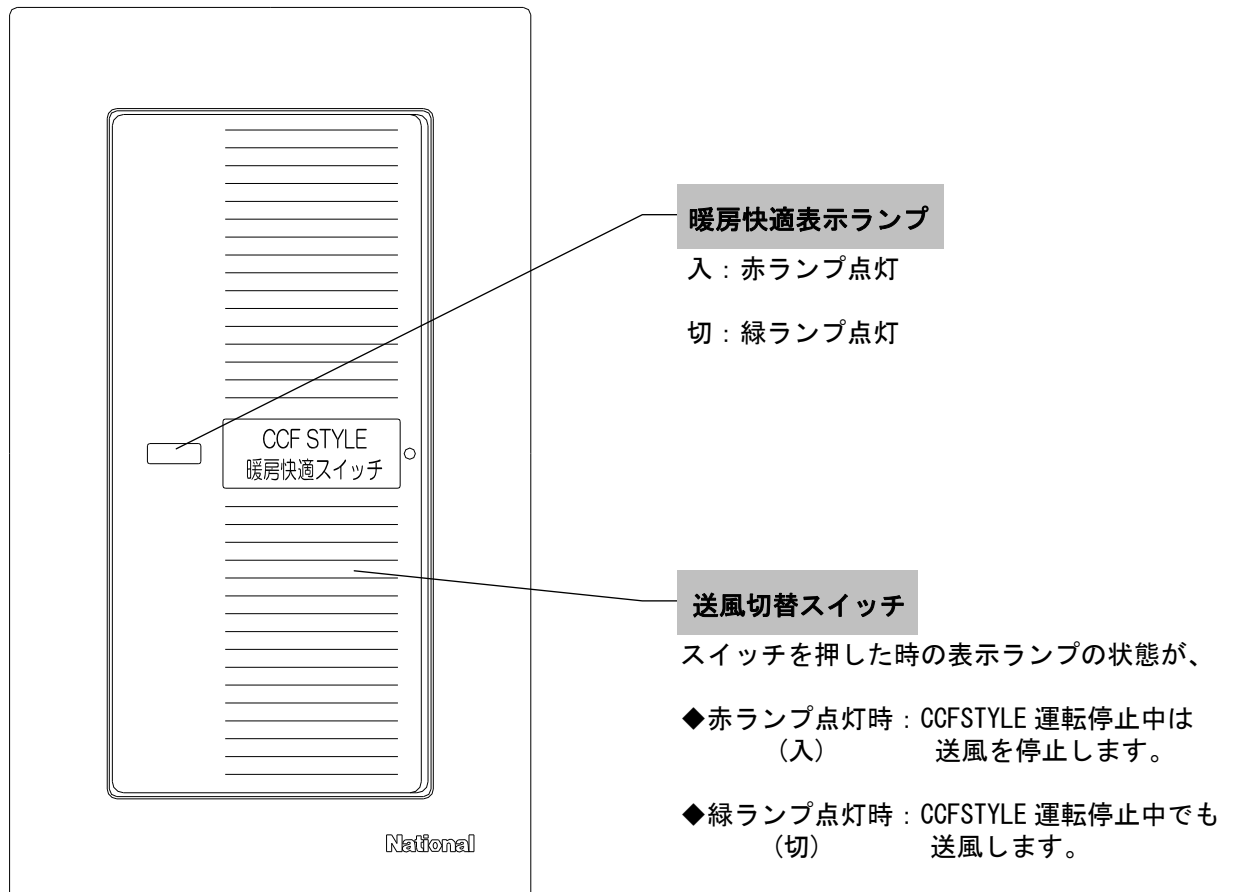 CCF STYLE
暖房快適スイッチ
National
暖房快適表示ランプ
入：赤ランプ点灯
切：緑ランプ点灯
送風切替スイッチ
スイッチを押した時の表示ランプの状態が、
◆赤ランプ点灯時：CCFSTYLE 運転停止中は
（入） 送風を停止します。
◆緑ランプ点灯時：CCFSTYLE 運転停止中でも
（切） 送風します。